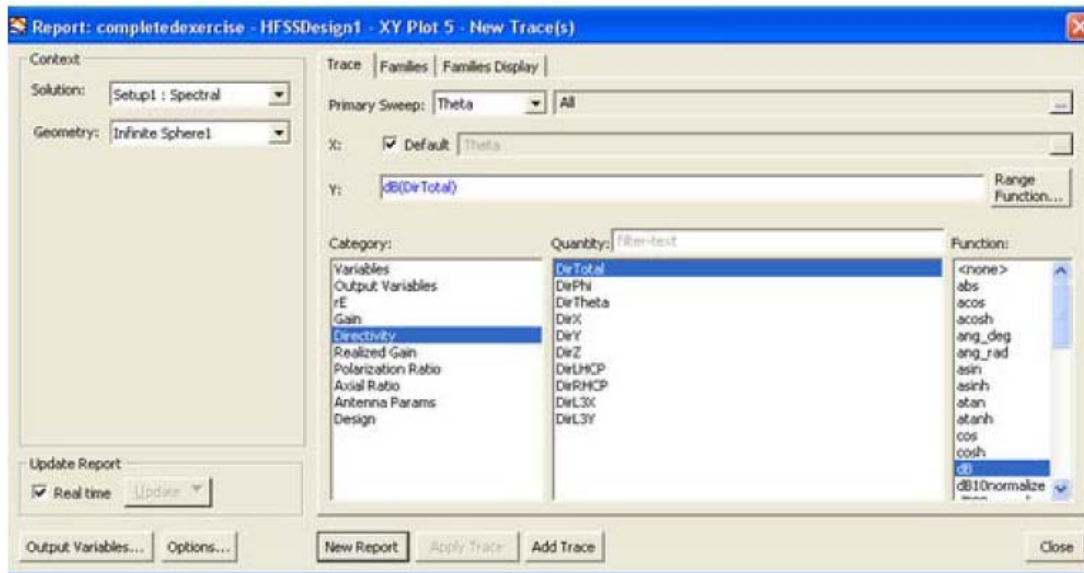 Report: completedexercise - HFSSDesign1 - XY Plot 5 - New Trace(s)
Context
Solution: Setup1 : Spectral
Geometry: Infinite Sphere1
Update Report
Real time Update
Output Variables... Options...
Trace Families Families Display
Primary Sweep: Theta All ...
X: Default Theta ...
Y: dB(DirTotal) Range Function...
Category:
Variables
Output Variables
rE
Gain
Directivity
Realized Gain
Polarization Ratio
Axial Ratio
Antenna Params
Design
Quantity: filter-text
DirTotal
DirPhi
DirTheta
DirX
DirY
DirZ
DirLHCP
DirRHCP
DirL3X
DirL3Y
Function:
<none>
abs
acos
acosh
ang_deg
ang_rad
asin
asinh
atan
atanh
cos
cosh
dB
dB10normalize
New Report Apply Trace Add Trace Close